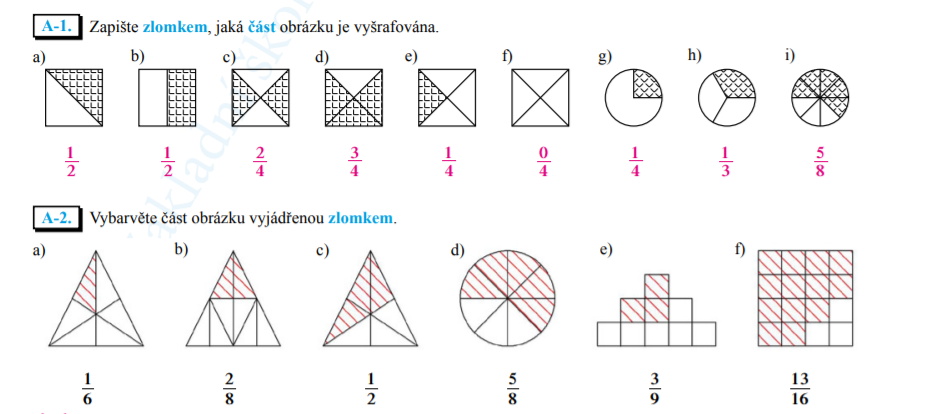 A-1. Zapište zlomkem, jaká část obrázku je vyšrafována.
a) b) c) d) e) f) g) h) i)
1/2 1/2 2/4 3/4 1/4 0/4 1/4 1/3 5/8
A-2. Vybarvěte část obrázku vyjádřenou zlomkem.
a) b) c) d) e) f)
1/6 2/8 1/2 5/8 3/9 13/16